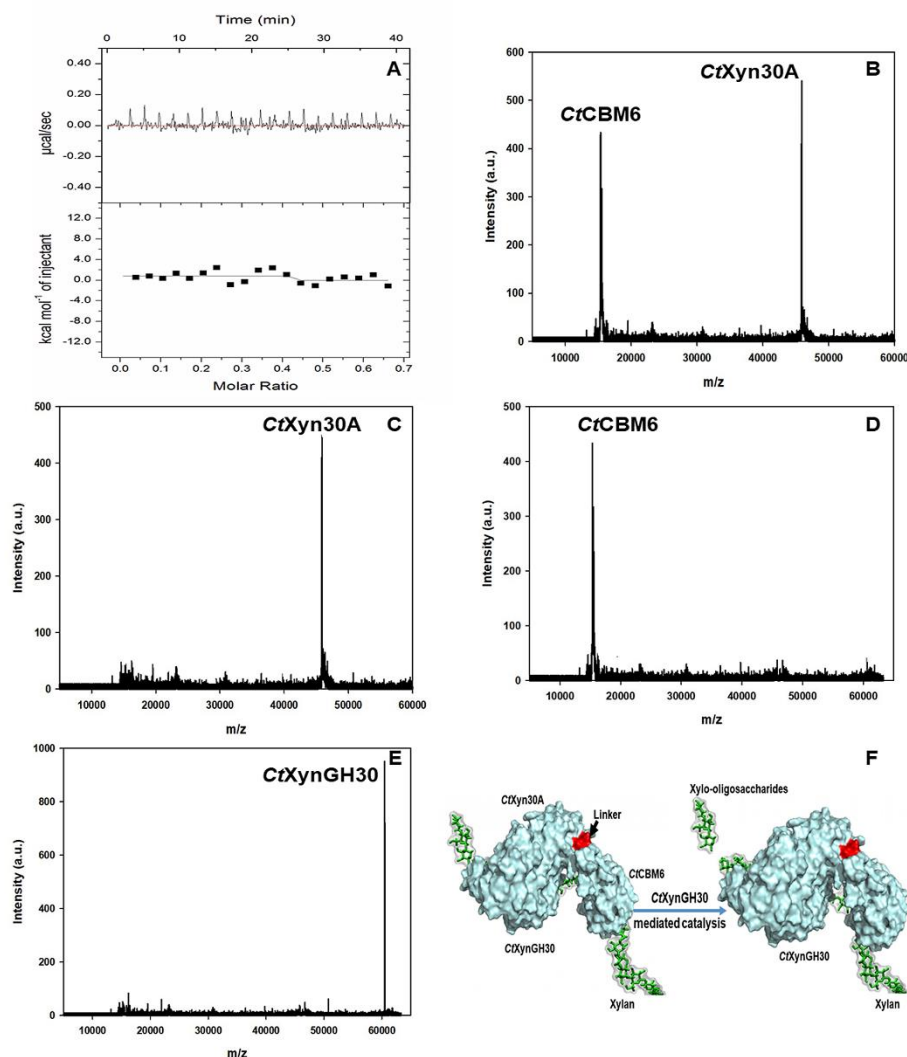 Time (min)
0 10 20 30 40
A
0.40
0.20
0.00
-0.20
-0.40
µcal/sec
12.0
8.0
4.0
0.0
-4.0
-8.0
-12.0
kcal mol⁻¹ of injectant
0.0 0.1 0.2 0.3 0.4 0.5 0.6 0.7
Molar Ratio
B
CtXyn30A
CtCBM6
600
500
400
300
200
100
0
Intensity (a.u.)
10000 20000 30000 40000 50000 60000
m/z
CtXyn30A C
500
400
300
200
100
0
Intensity (a.u.)
10000 20000 30000 40000 50000 60000
m/z
CtCBM6 D
500
400
300
200
100
0
Intensity (a.u.)
10000 20000 30000 40000 50000 60000
m/z
E
CtXynGH30
1000
800
600
400
200
0
Intensity (a.u.)
10000 20000 30000 40000 50000 60000
m/z
F
Xylo-oligosaccharides
CtXyn30A
Linker
CtCBM6
CtXynGH30
mediated catalysis
CtXynGH30
CtXynGH30
Xylan
Xylan